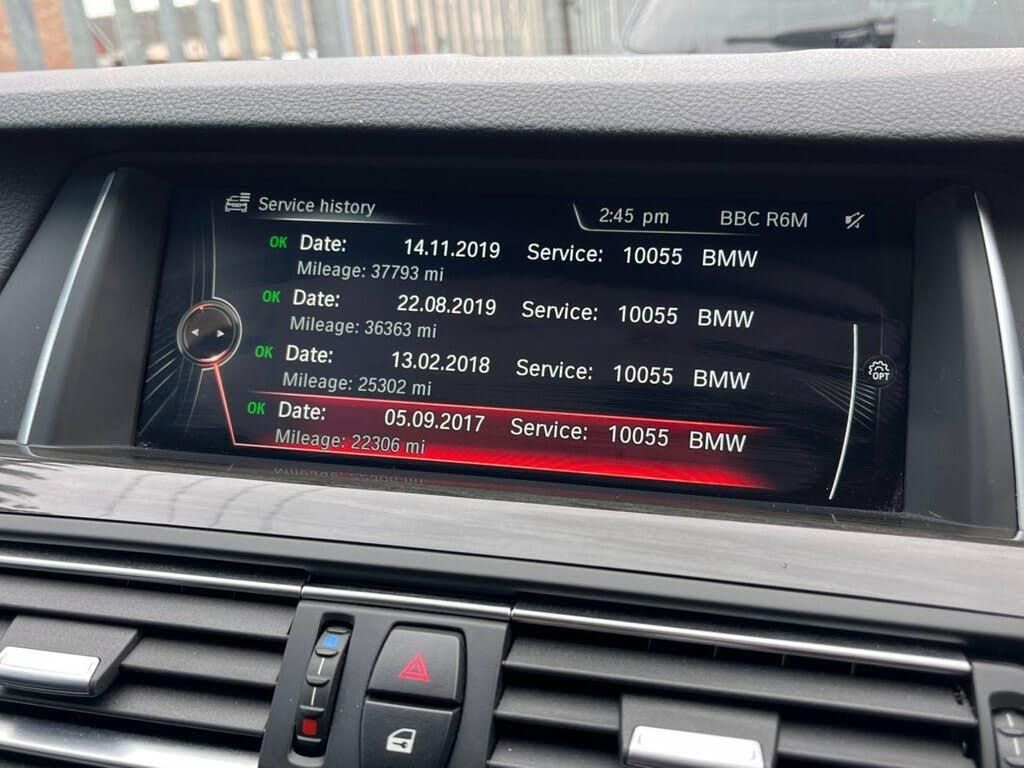 Service history
2:45 pm BBC R6M
OK Date: 14.11.2019 Service: 10055 BMW
Mileage: 37793 mi
OK Date: 22.08.2019 Service: 10055 BMW
Mileage: 36363 mi
OK Date: 13.02.2018 Service: 10055 BMW
Mileage: 25302 mi
OK Date: 05.09.2017 Service: 10055 BMW
Mileage: 22306 mi
OPT